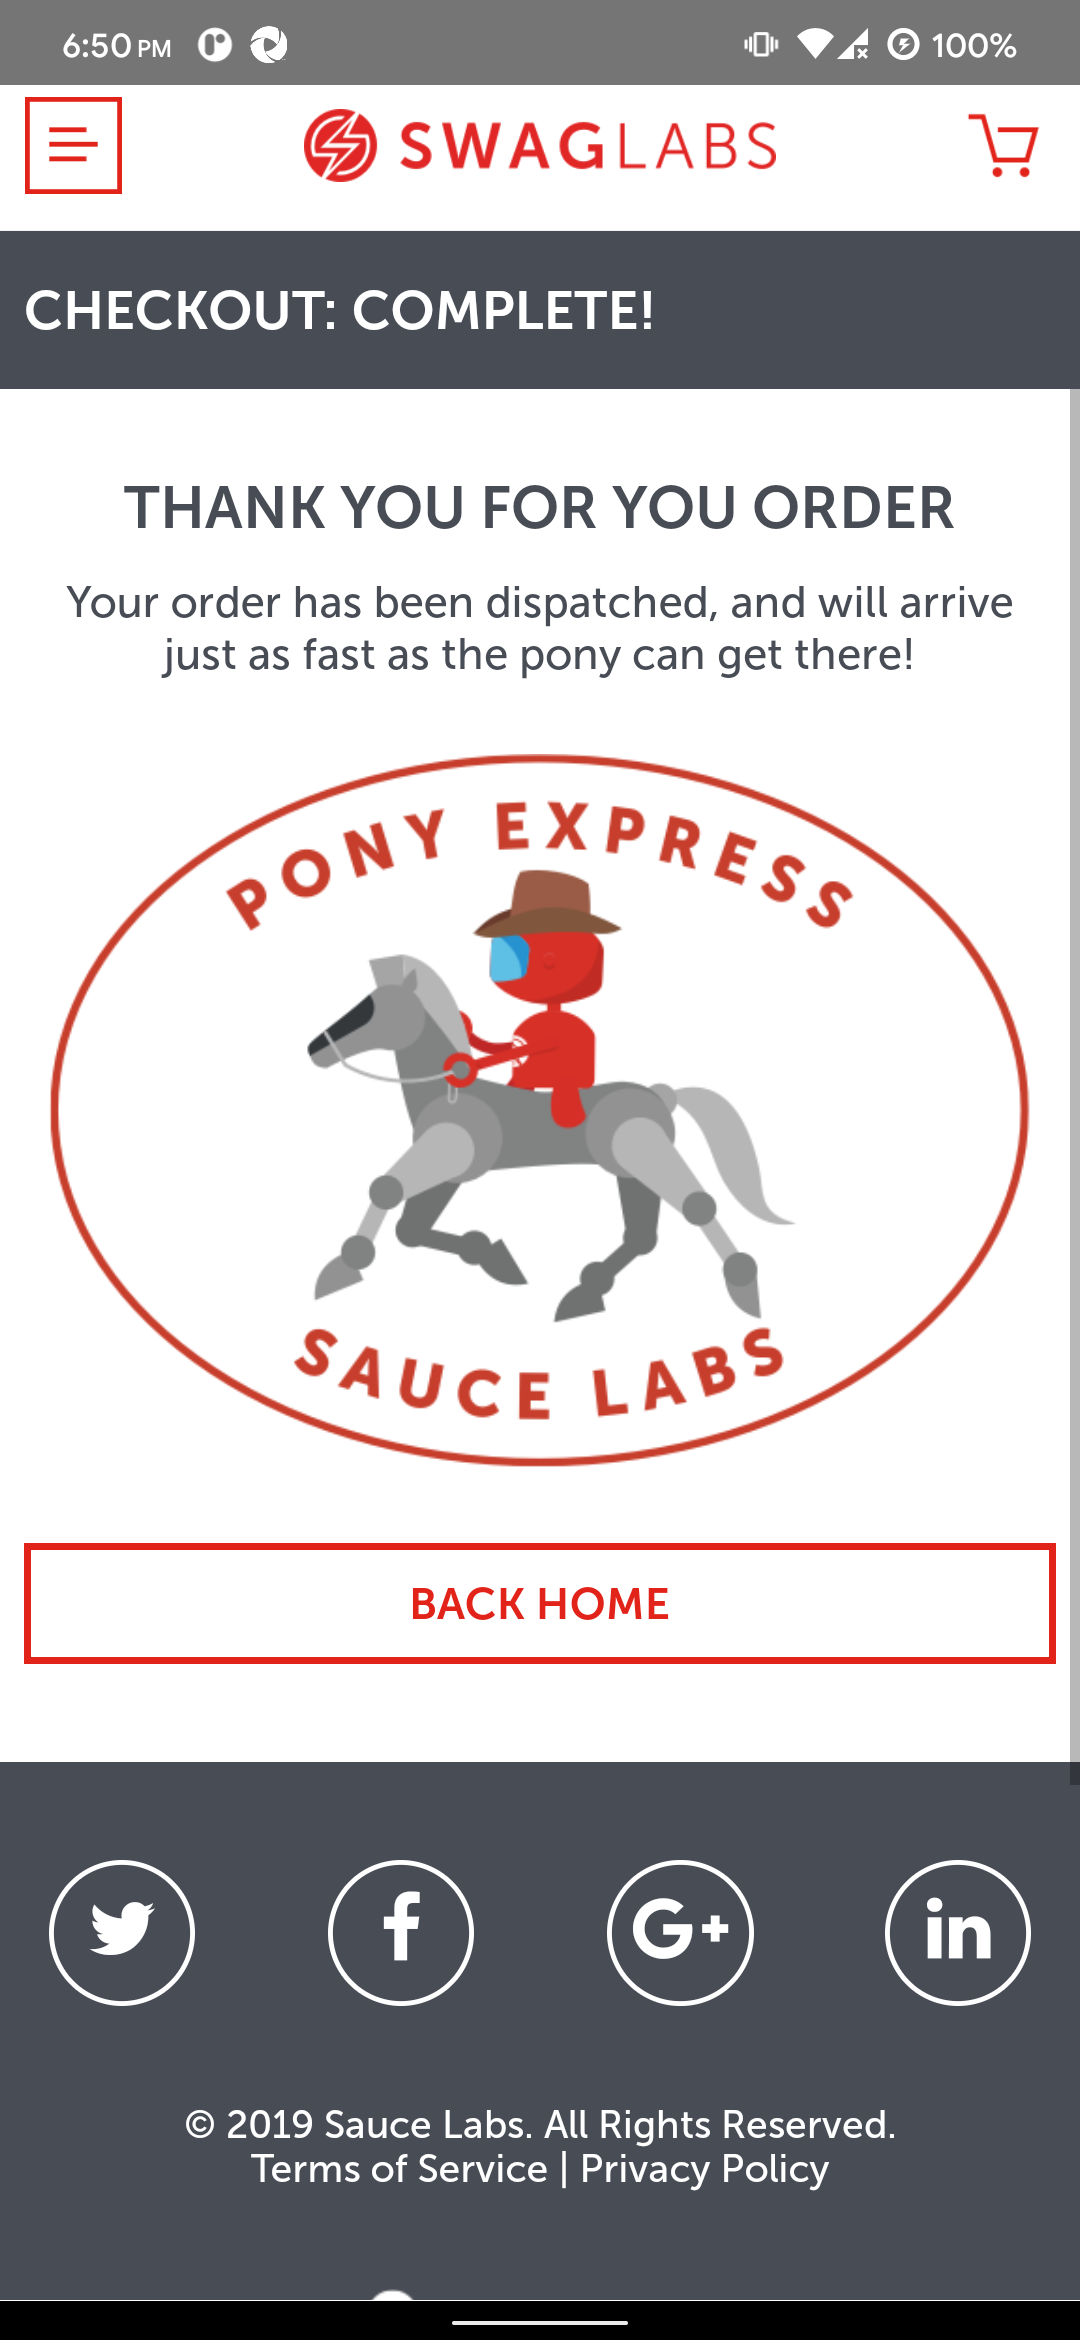 6:50 PM 100%
SWAGLABS
CHECKOUT: COMPLETE!
THANK YOU FOR YOU ORDER
Your order has been dispatched, and will arrive
just as fast as the pony can get there!
PONY EXPRESS
SAUCE LABS
BACK HOME
© 2019 Sauce Labs. All Rights Reserved.
Terms of Service | Privacy Policy